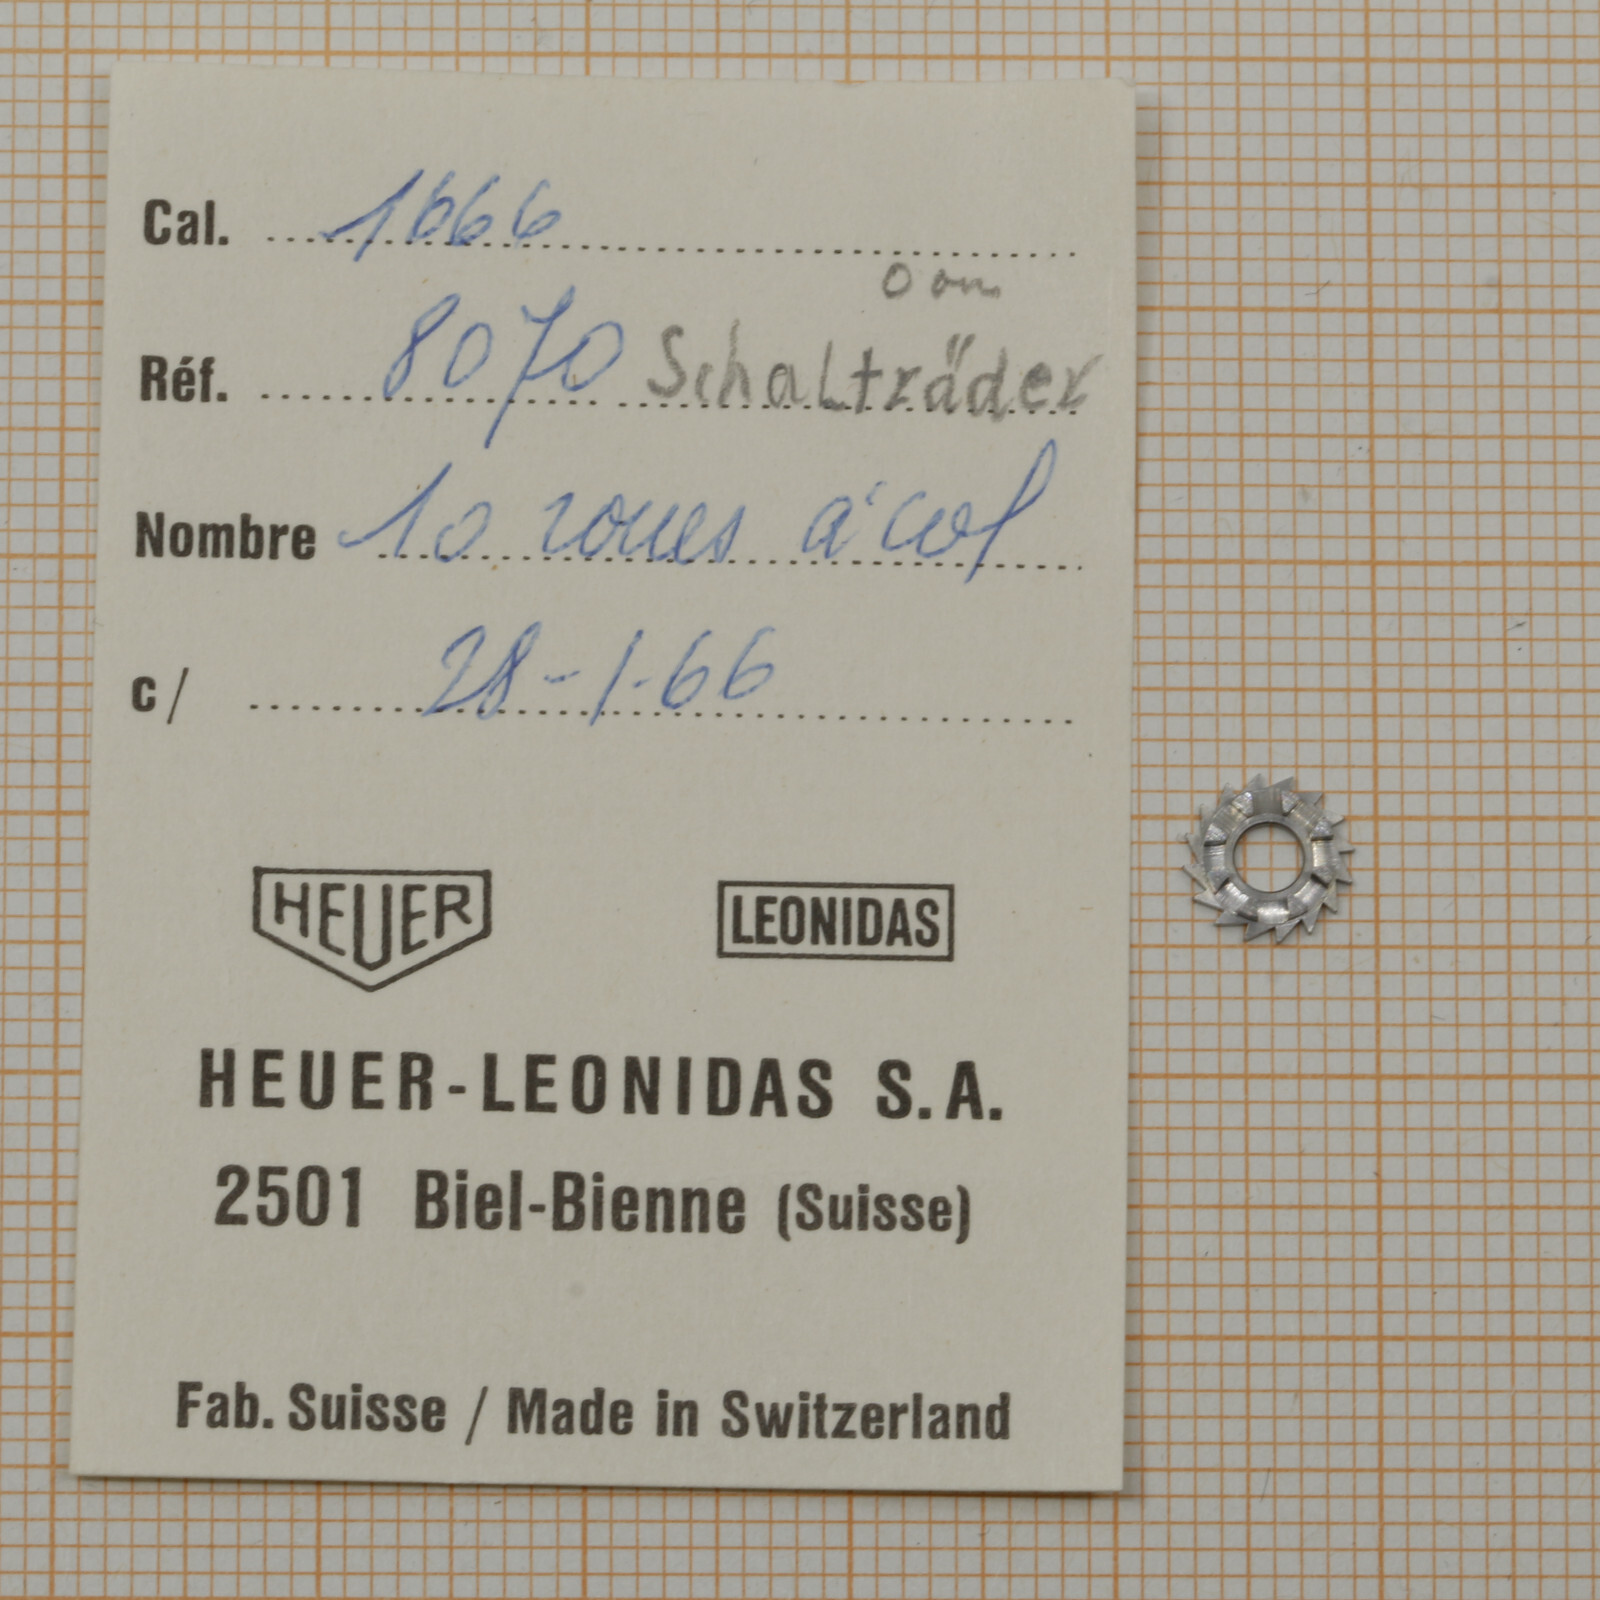 Cal. 1666
Réf. 8070 Schalträder
Nombre 10 roues à col
c/ 28-1-66
HEUER LEONIDAS
HEUER-LEONIDAS S.A.
2501 Biel-Bienne (Suisse)
Fab. Suisse / Made in Switzerland